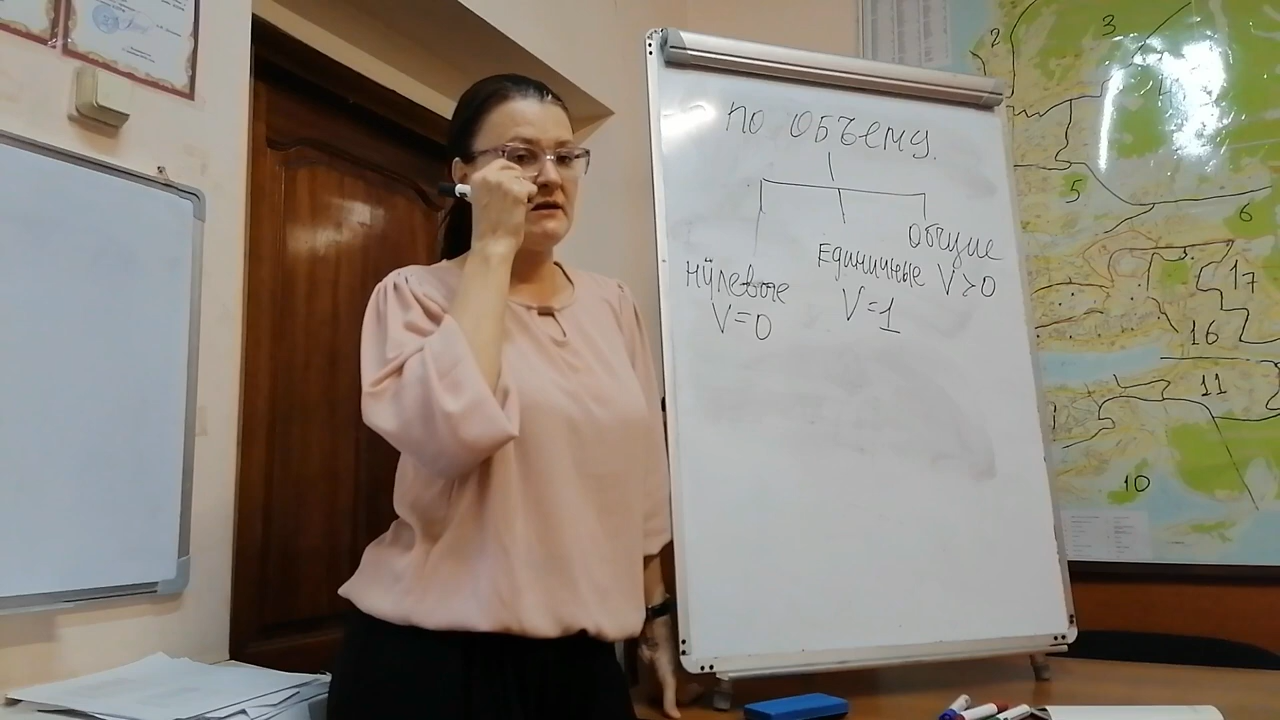 по объему.
нулевые
V=0
Единичные
V=1
общие
V>0
2
3
5
6
17
16
11
10